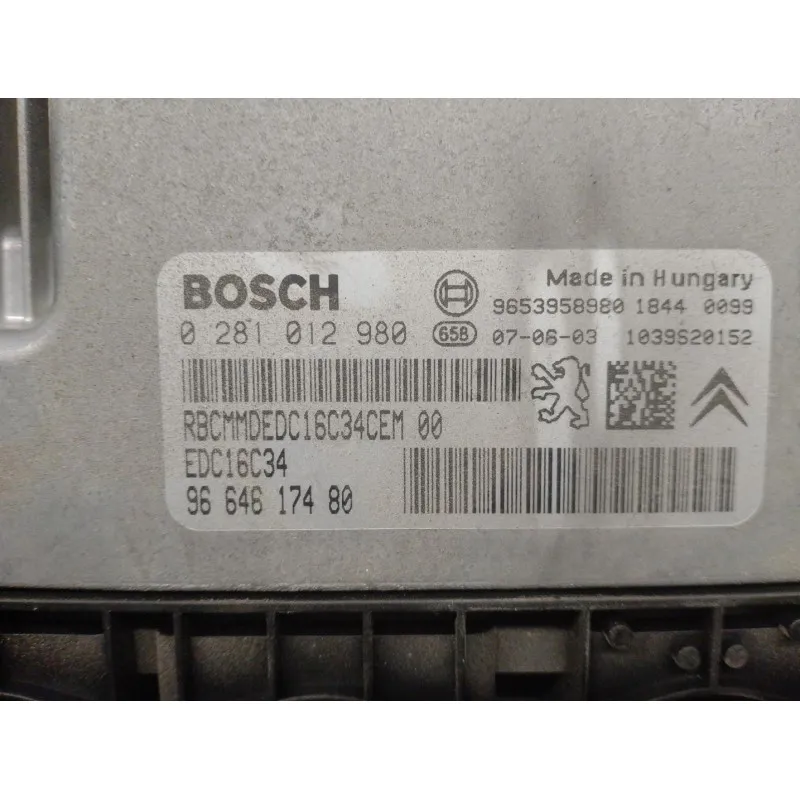 BOSCH
Made in Hungary
9653958980 1844 0099
0 281 012 980 658 07-06-03 1039S20152
RBCMMDEDC16C34CEM 00
EDC16C34
96 646 174 80